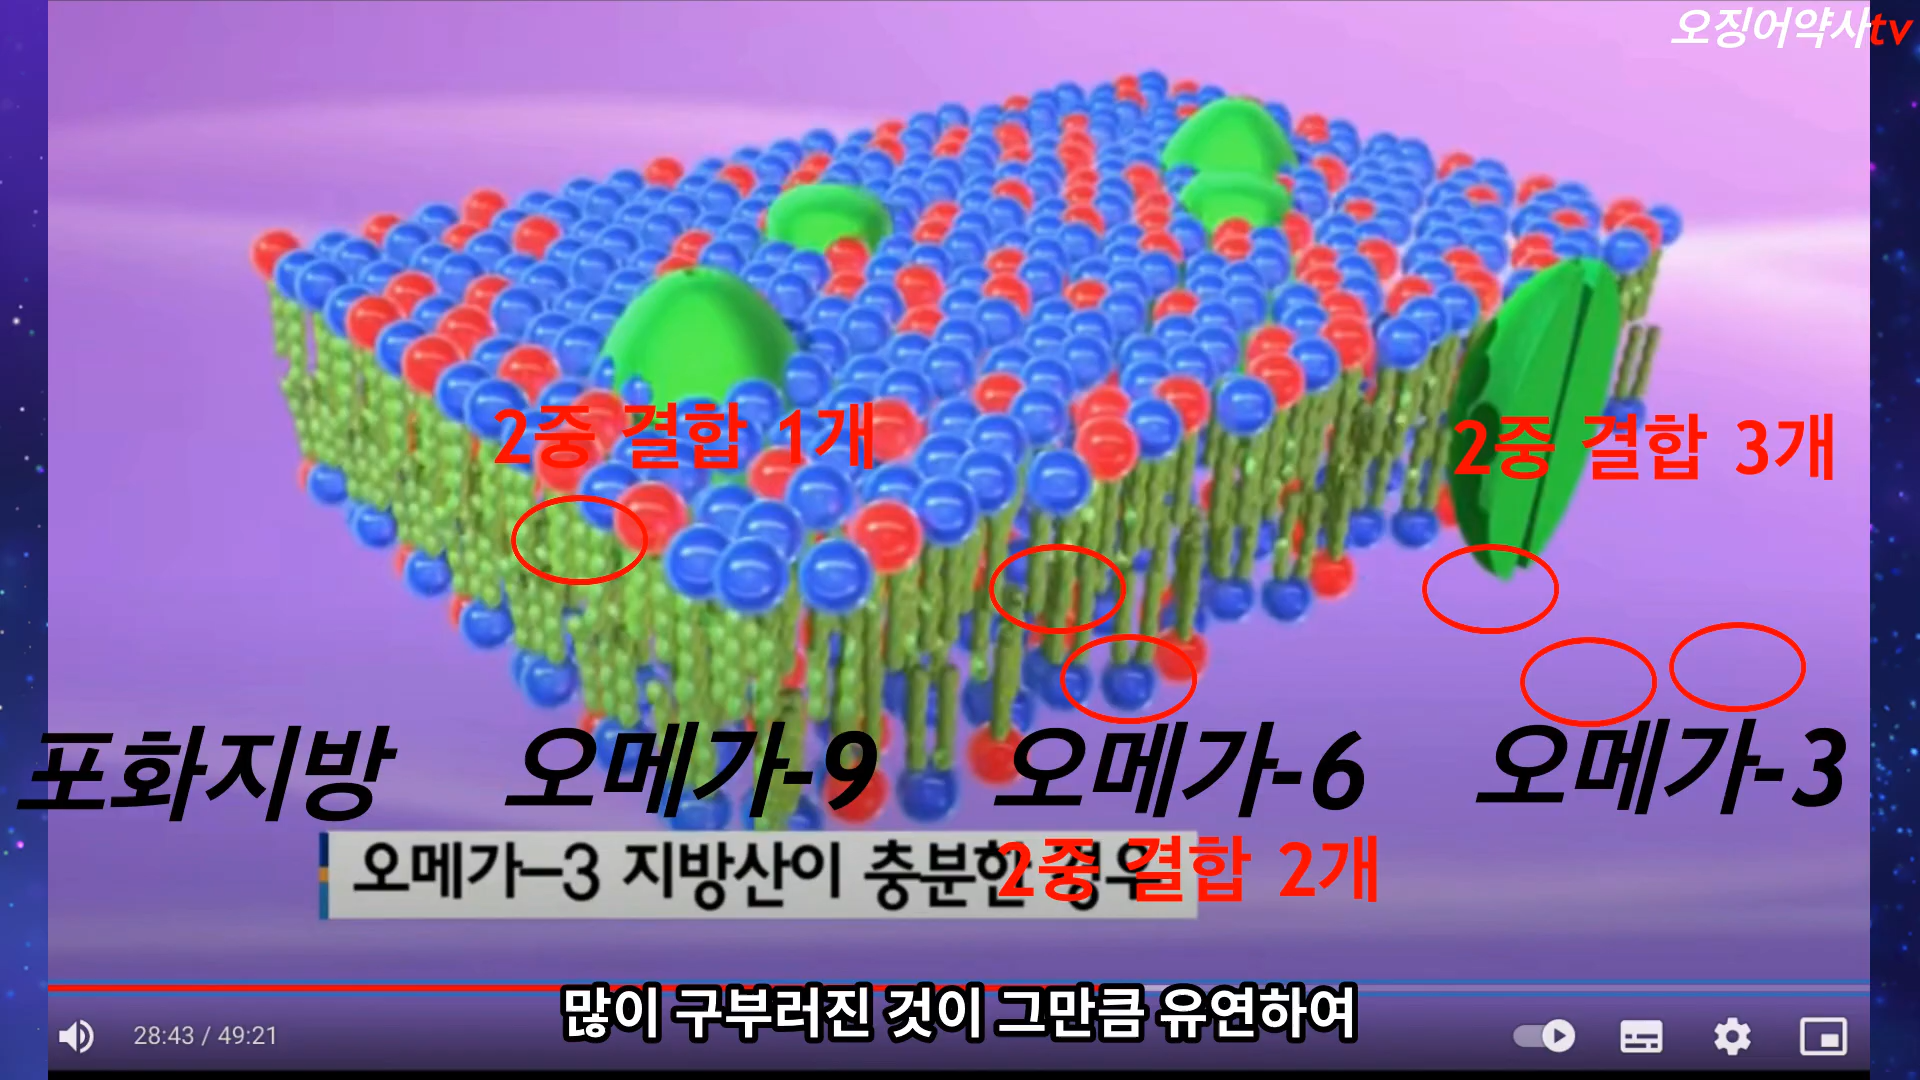 오징어약사tv
2중 결합 1개
2중 결합 3개
포화지방 오메가-9 오메가-6 오메가-3
오메가-3 지방산이 충분한 경우
2중 결합 2개
많이 구부러진 것이 그만큼 유연하여
28:43 / 49:21